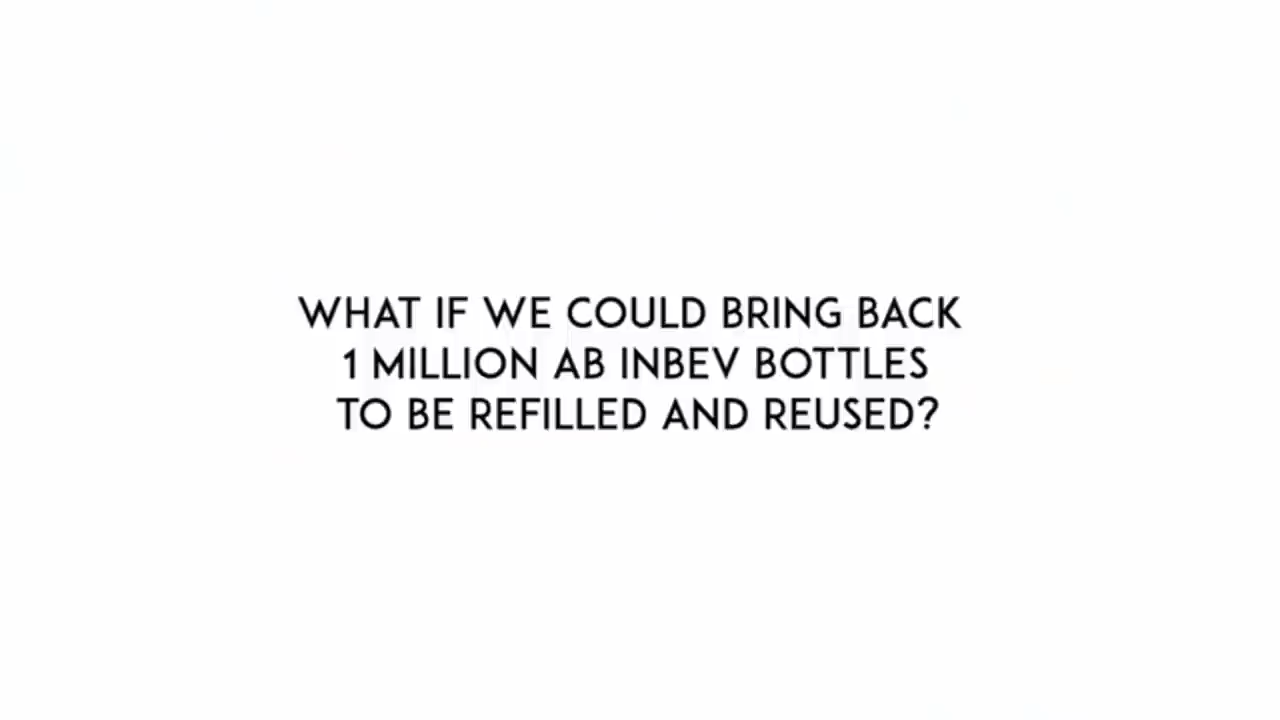 WHAT IF WE COULD BRING BACK
1 MILLION AB INBEV BOTTLES
TO BE REFILLED AND REUSED?